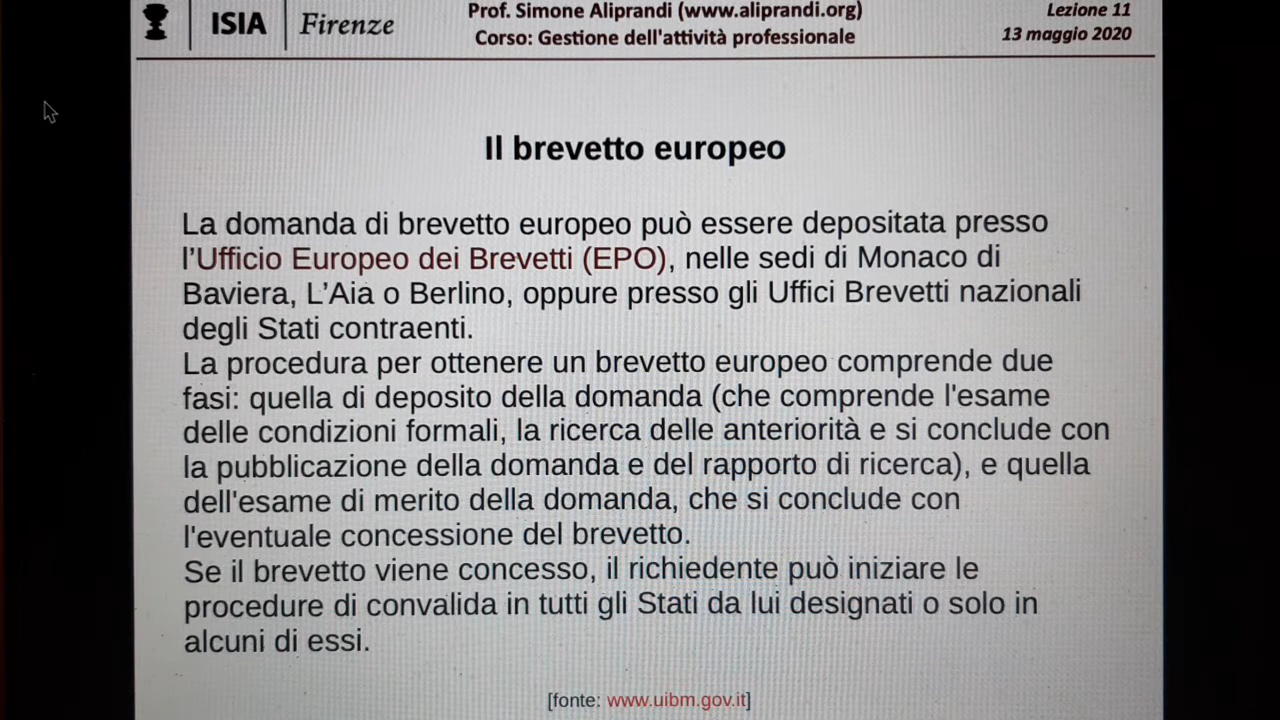 ISIA Firenze
Prof. Simone Aliprandi (www.aliprandi.org)
Corso: Gestione dell'attività professionale
Lezione 11
13 maggio 2020
Il brevetto europeo
La domanda di brevetto europeo può essere depositata presso
l’Ufficio Europeo dei Brevetti (EPO), nelle sedi di Monaco di
Baviera, L’Aia o Berlino, oppure presso gli Uffici Brevetti nazionali
degli Stati contraenti.
La procedura per ottenere un brevetto europeo comprende due
fasi: quella di deposito della domanda (che comprende l'esame
delle condizioni formali, la ricerca delle anteriorità e si conclude con
la pubblicazione della domanda e del rapporto di ricerca), e quella
dell'esame di merito della domanda, che si conclude con
l'eventuale concessione del brevetto.
Se il brevetto viene concesso, il richiedente può iniziare le
procedure di convalida in tutti gli Stati da lui designati o solo in
alcuni di essi.
[fonte: www.uibm.gov.it]